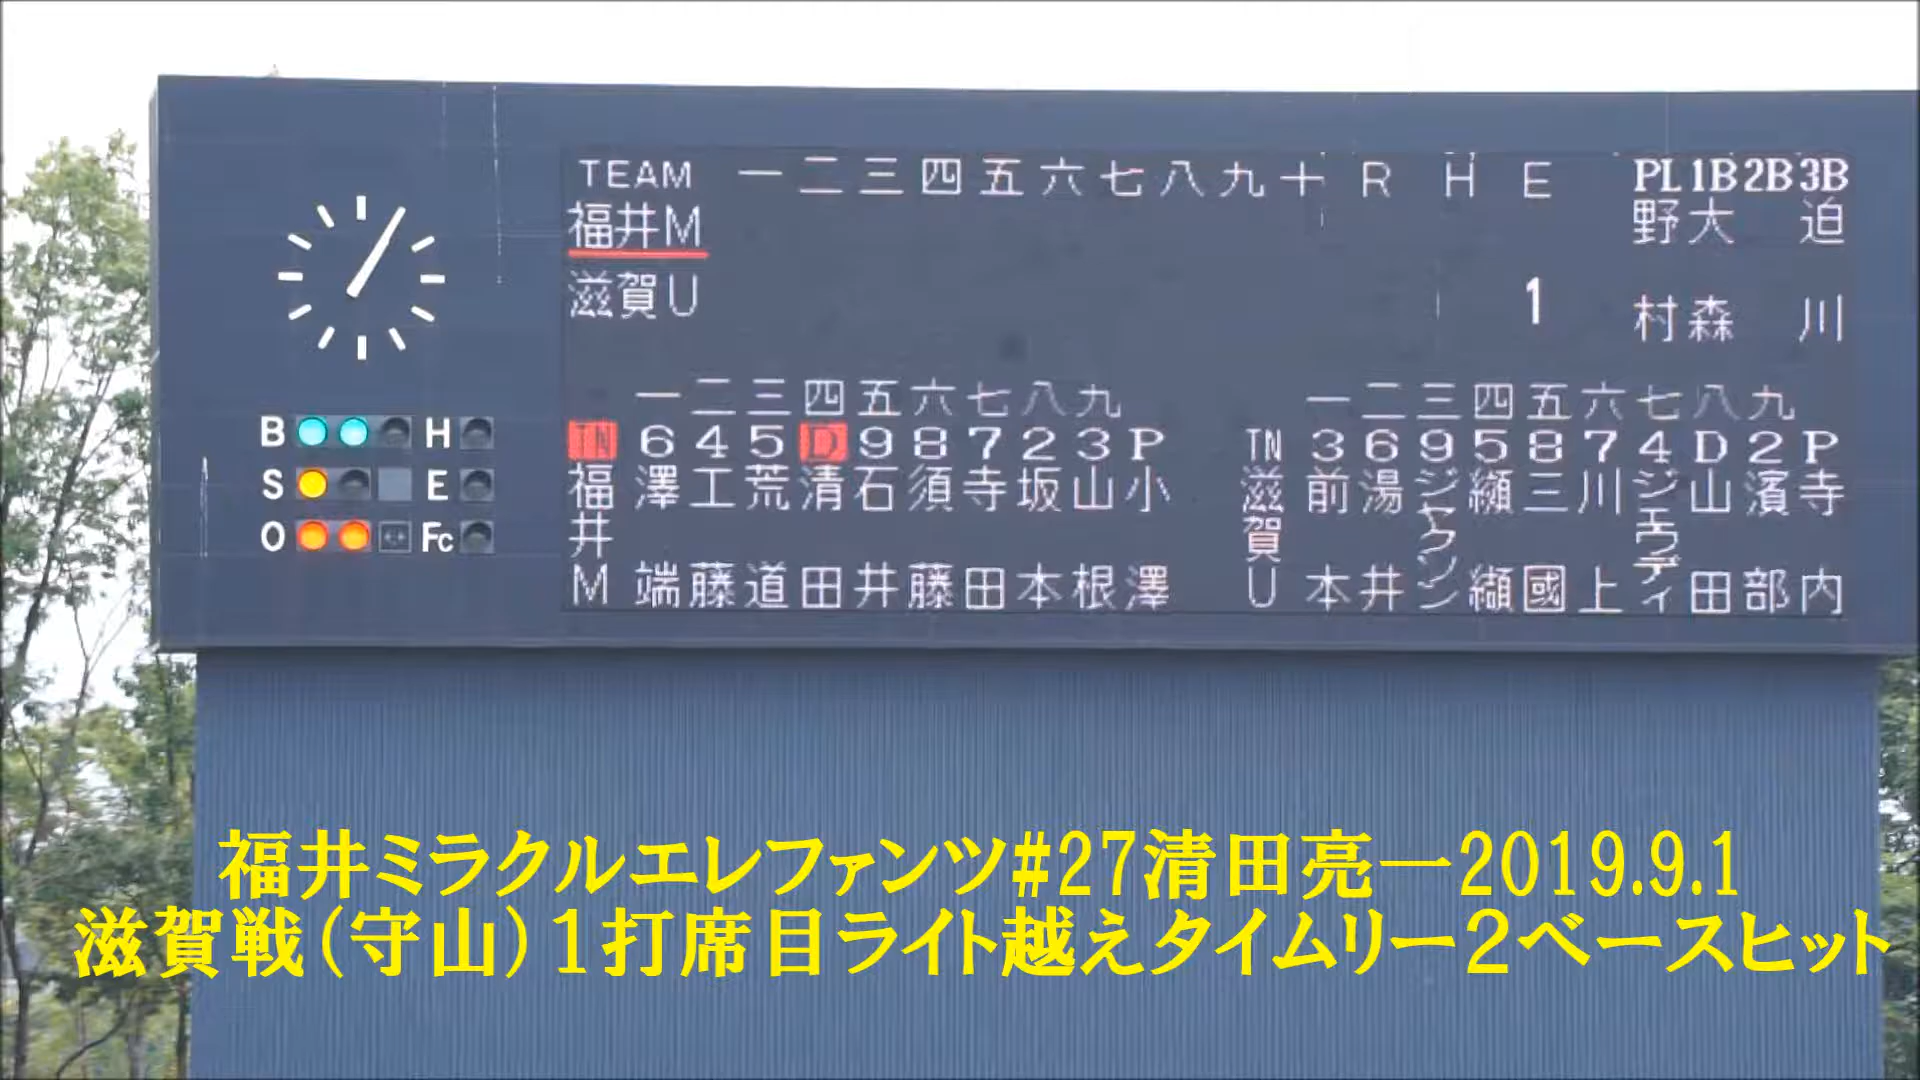 TEAM 一 二 三 四 五 六 七 八 九 十 R H E PL 1B 2B 3B
福井M 野村 大森 迫川
滋賀U 1
一 二 三 四 五 六 七 八 九
TN 6 4 5 D 9 8 7 2 3 P
福井M 澤端 工藤 荒道 清田 石井 須藤 寺田 坂本 山根 小澤
一 二 三 四 五 六 七 八 九
TN 3 6 9 5 8 7 4 D 2 P
滋賀U 前本 湯井 ジャクソン 纐纈 三國 川上 ジェウディ 山田 濱部 寺内
B H
S E
O Fc
福井ミラクルエレファンツ#27清田亮一2019.9.1
滋賀戦(守山)1打席目ライト越えタイムリー2ベースヒット